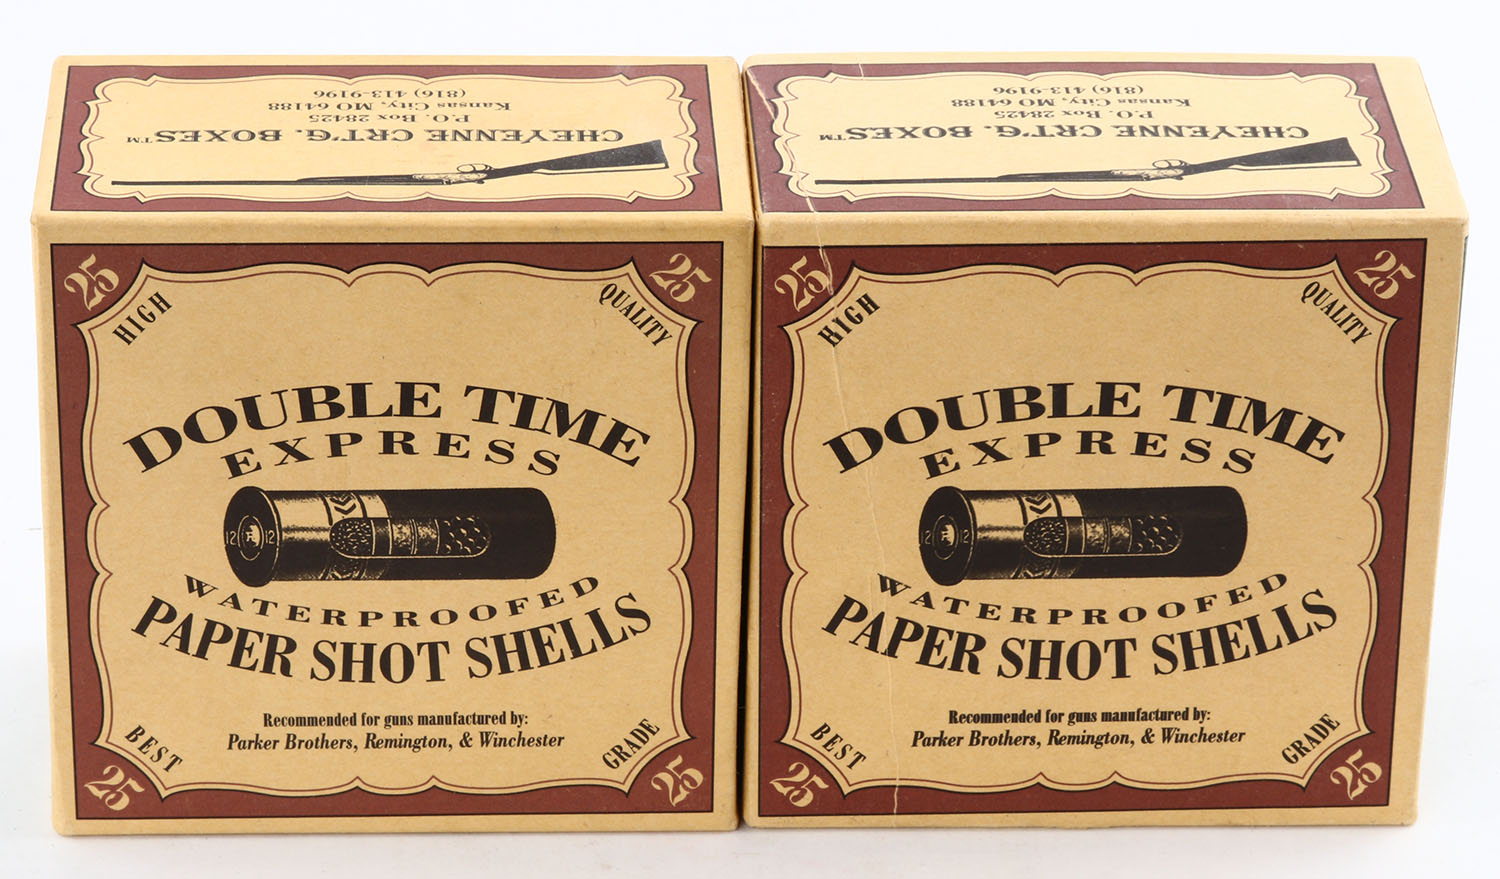 CHEYENNE CRT'G. BOXES™
P.O. Box 28425
Kansas City, MO 64188
(816) 413-9196
25 25
HIGH QUALITY
DOUBLE TIME
EXPRESS
12 12
WATERPROOFED
PAPER SHOT SHELLS
Recommended for guns manufactured by:
Parker Brothers, Remington, & Winchester
BEST GRADE
25 25
CHEYENNE CRT'G. BOXES™
P.O. Box 28425
Kansas City, MO 64188
(816) 413-9196
25 25
HIGH QUALITY
DOUBLE TIME
EXPRESS
12 12
WATERPROOFED
PAPER SHOT SHELLS
Recommended for guns manufactured by:
Parker Brothers, Remington, & Winchester
BEST GRADE
25 25